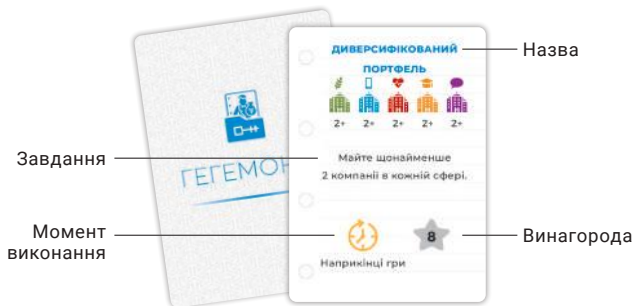 ДИВЕРСИФІКОВАНИЙ
ПОРТФЕЛЬ
Назва
2+ 2+ 2+ 2+ 2+
Завдання
Майте щонайменше
2 компанії в кожній сфері.
ГЕГЕМОН
Момент
виконання
8
Винагорода
Наприкінці гри